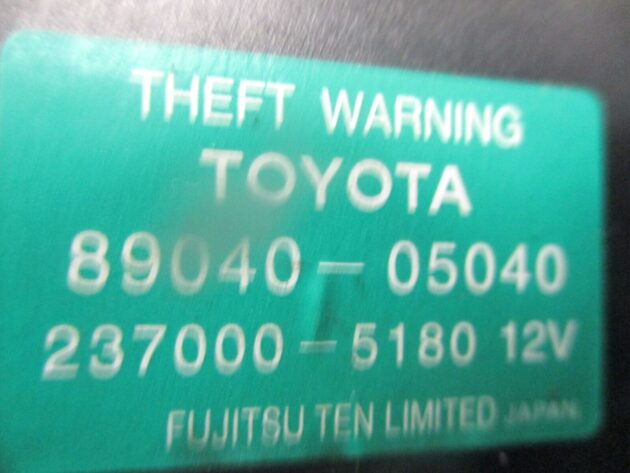 THEFT WARNING
TOYOTA
89040-05040
237000-5180 12V
FUJITSU TEN LIMITED JAPAN